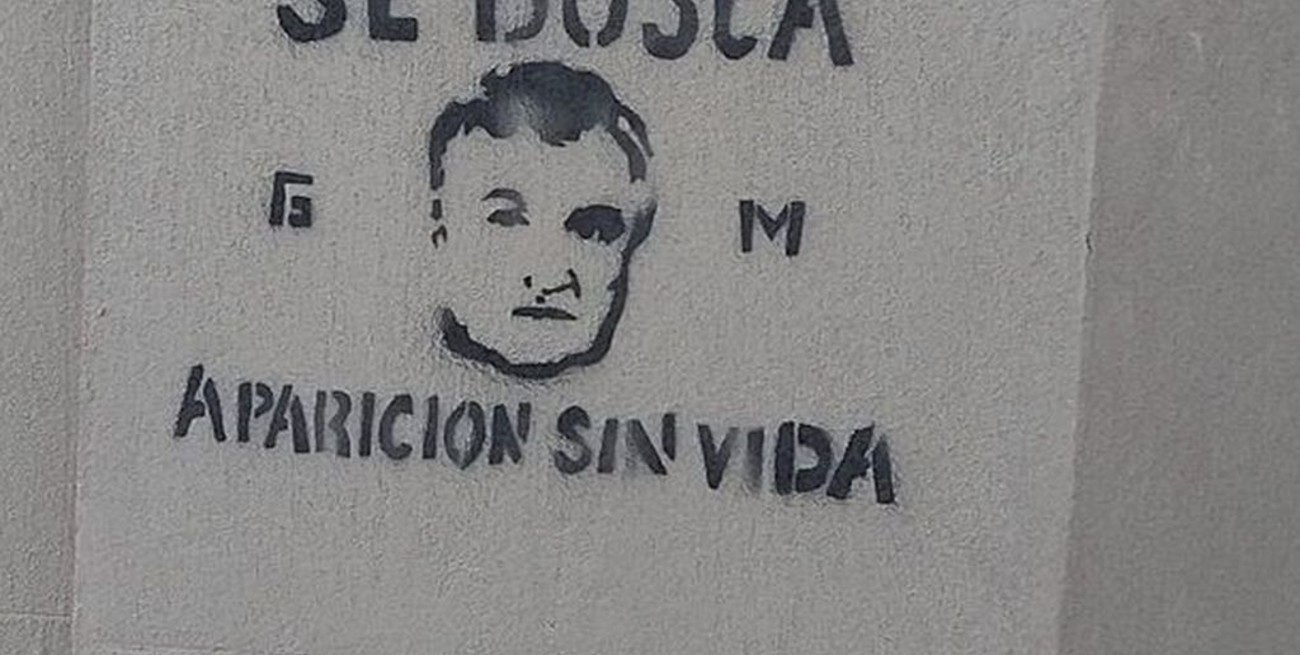 SE BUSCA
G M
APARICION SIN VIDA